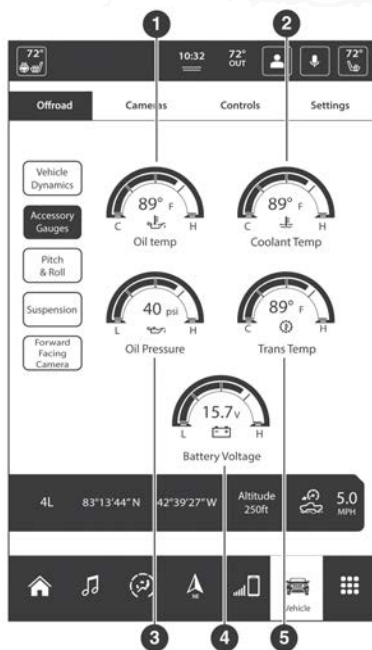 1 2
72° 10:32 72° OUT 72°
Offroad Cameras Controls Settings
Vehicle
Dynamics
Accessory
Gauges
Pitch
& Roll
Suspension
Forward
Facing
Camera
89° F
C H
Oil temp
89° F
C H
Coolant Temp
40 psi
L H
Oil Pressure
89° F
C H
Trans Temp
15.7v
L H
Battery Voltage
4L 83°13'44"N 42°39'27"W Altitude
250ft
5.0
MPH
NE
Vehicle
3 4 5